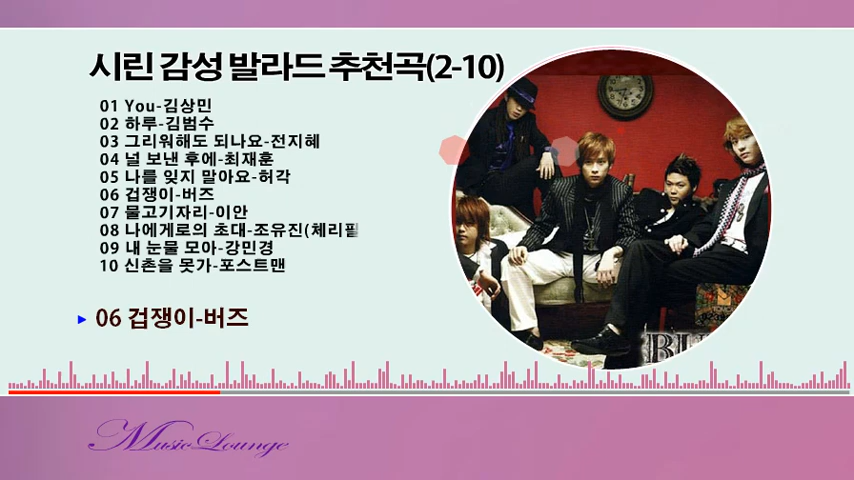 시린 감성 발라드 추천곡(2-10)
01 You-김상민
02 하루-김범수
03 그리워해도 되나요-전지혜
04 널 보낸 후에-최재훈
05 나를 잊지 말아요-허각
06 겁쟁이-버즈
07 물고기자리-이안
08 나에게로의 초대-조유진(체리필
09 내 눈물 모아-강민경
10 신촌을 못가-포스트맨
06 겁쟁이-버즈
MusicLounge